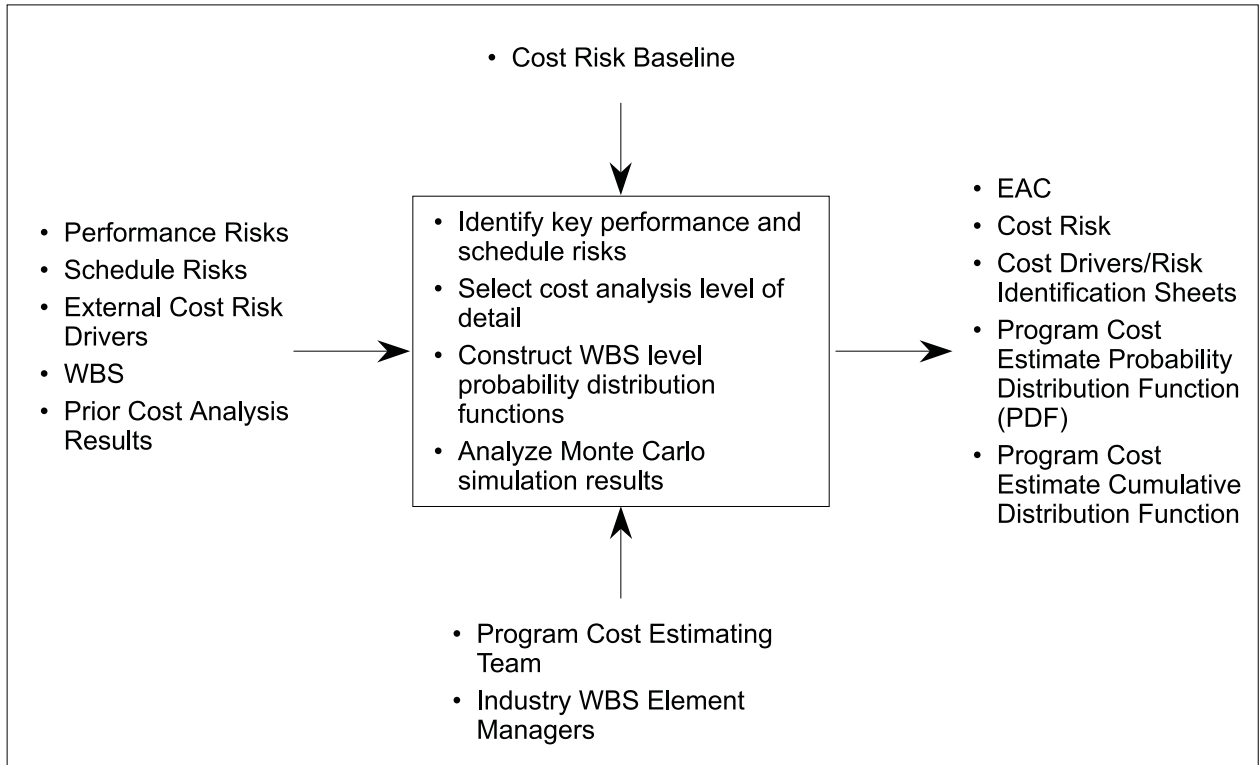 • Cost Risk Baseline
• Performance Risks
• Schedule Risks
• External Cost Risk
Drivers
• WBS
• Prior Cost Analysis
Results
• Identify key performance and
schedule risks
• Select cost analysis level of
detail
• Construct WBS level
probability distribution
functions
• Analyze Monte Carlo
simulation results
• EAC
• Cost Risk
• Cost Drivers/Risk
Identification Sheets
• Program Cost
Estimate Probability
Distribution Function
(PDF)
• Program Cost
Estimate Cumulative
Distribution Function
• Program Cost Estimating
Team
• Industry WBS Element
Managers